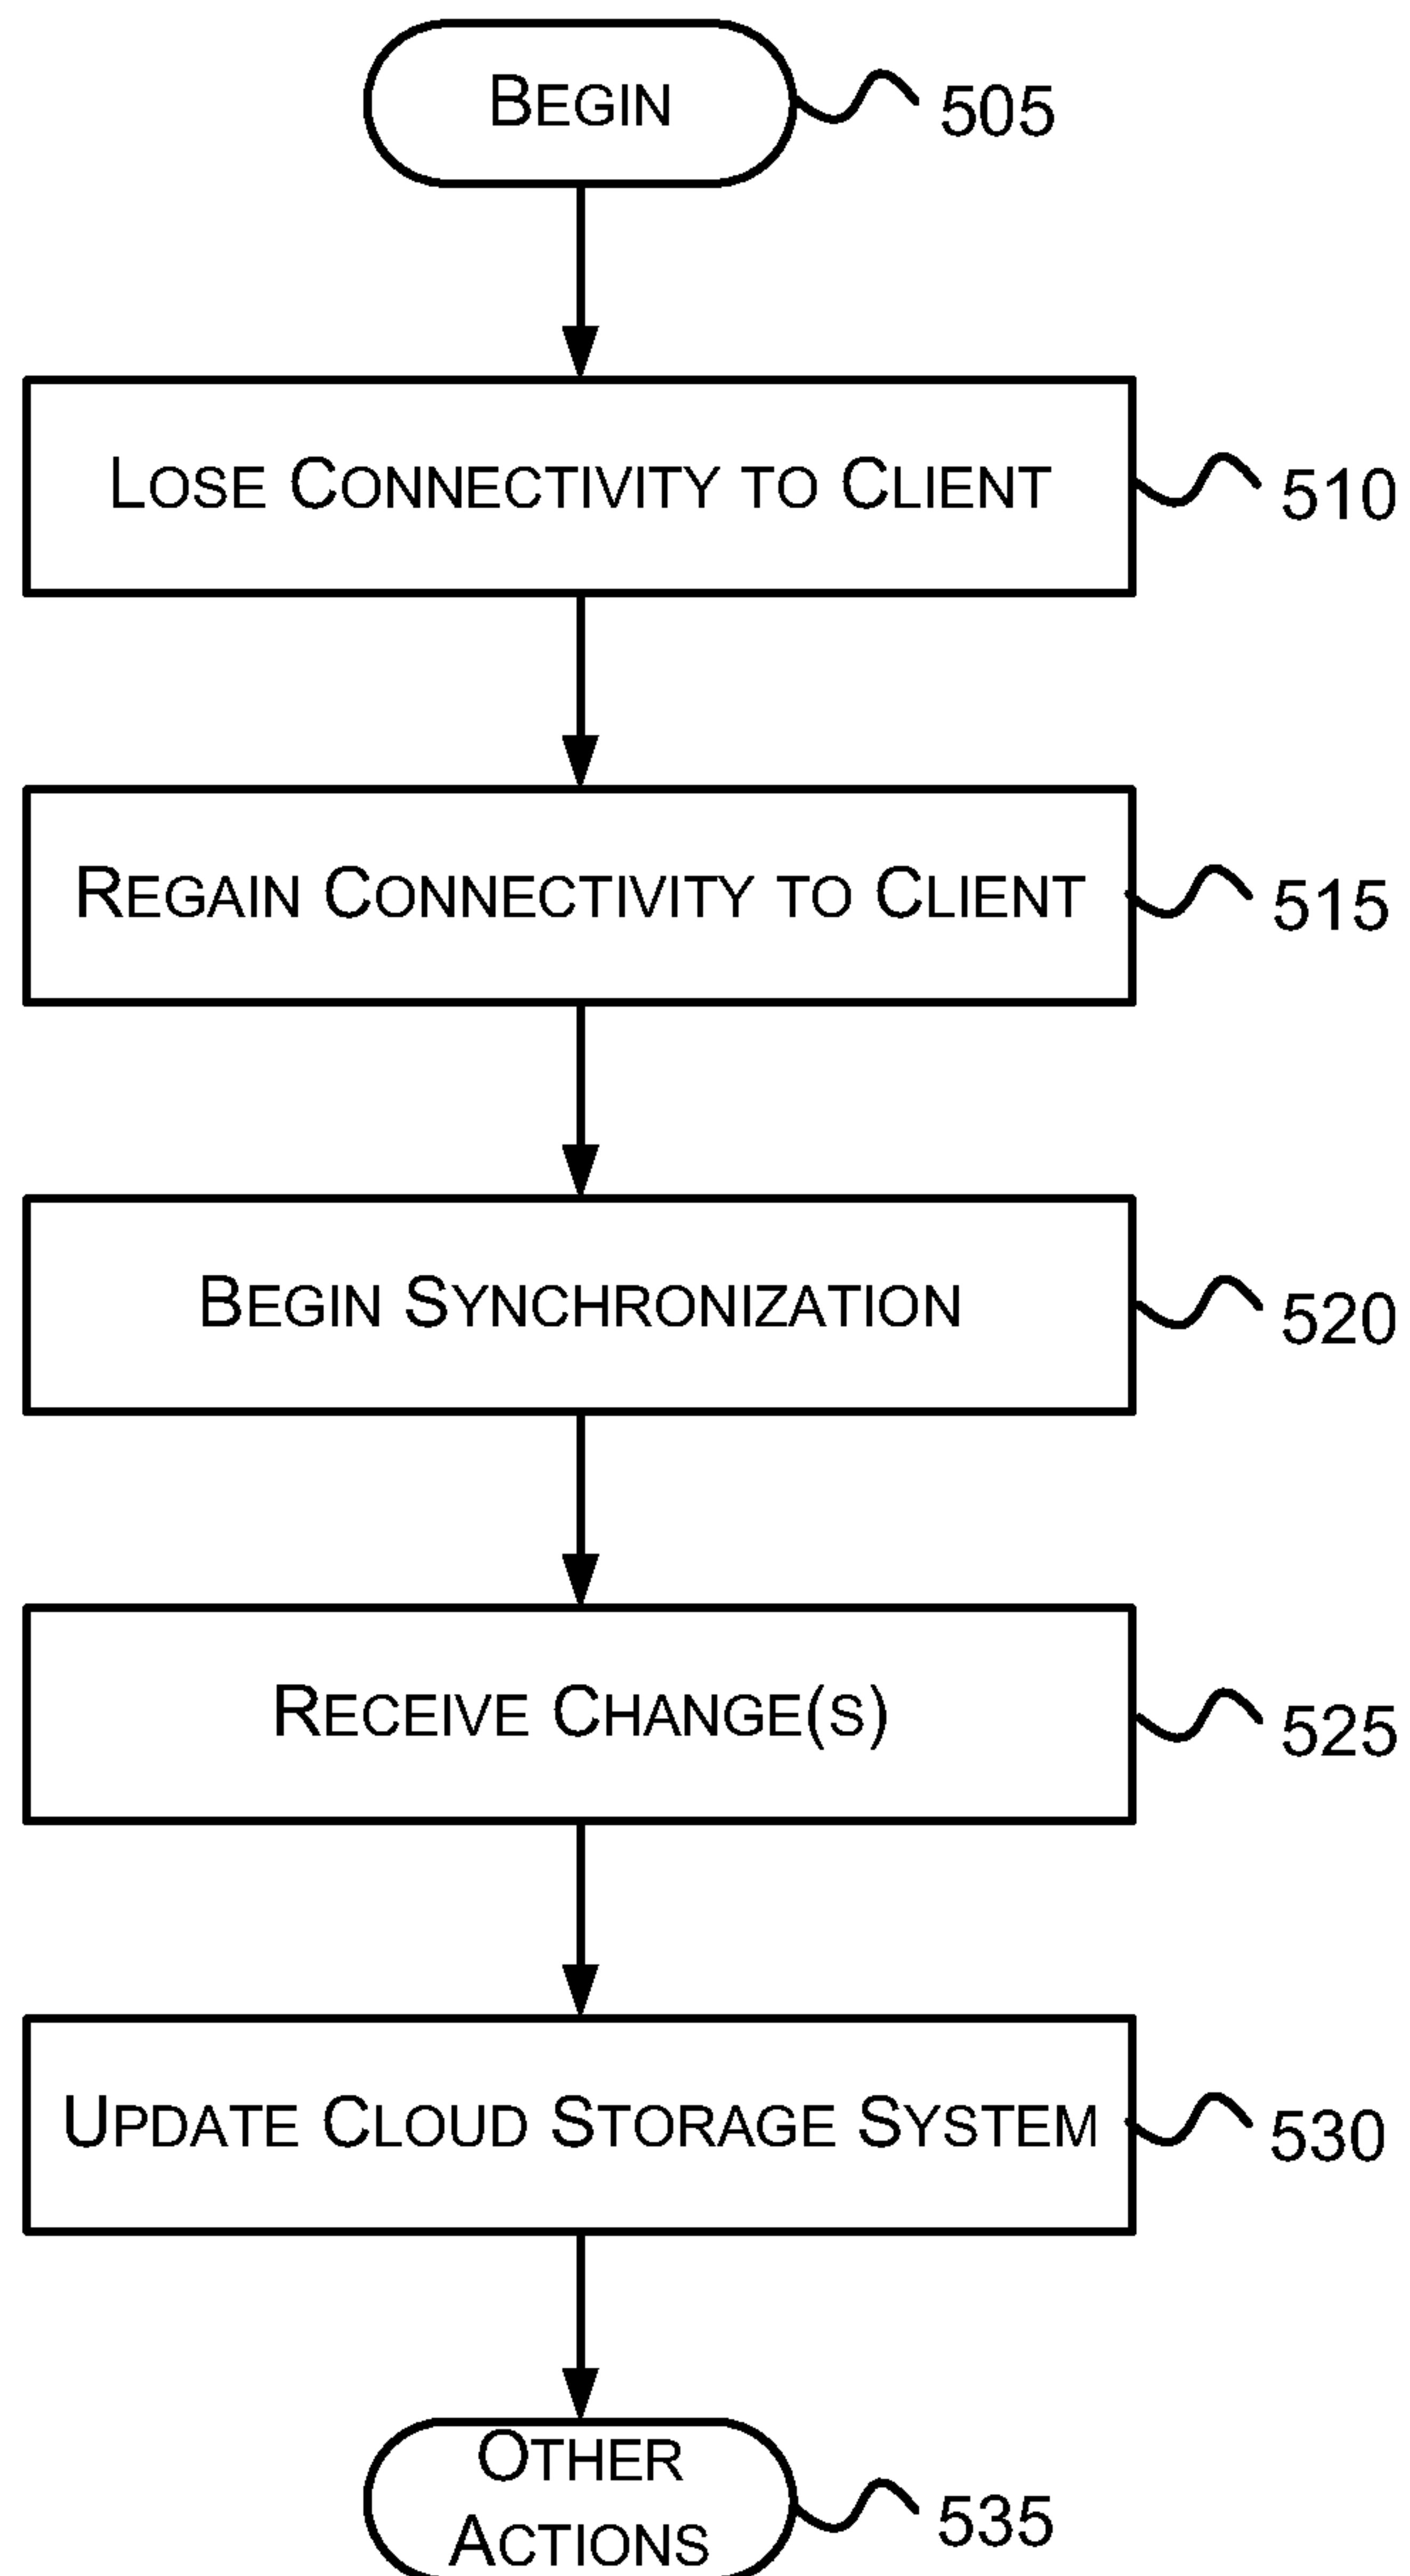 BEGIN
505
LOSE CONNECTIVITY TO CLIENT
510
REGAIN CONNECTIVITY TO CLIENT
515
BEGIN SYNCHRONIZATION
520
RECEIVE CHANGE(S)
525
UPDATE CLOUD STORAGE SYSTEM
530
OTHER
ACTIONS
535